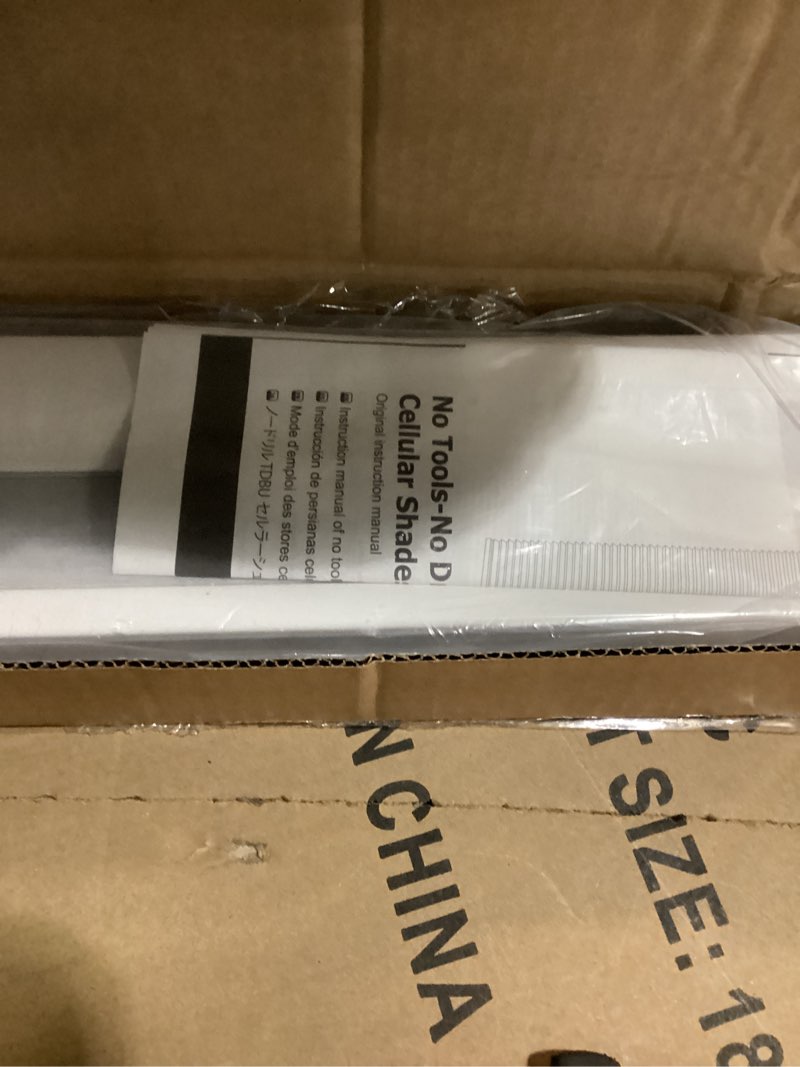 No Tools-No D
Cellular Shade
Original instruction manual
Instruction manual of no tool
Instrucción de persianas cel
Mode d'emploi des stores ce
ノードリルTDBU セルラーシェ
N CHINA
T SIZE: 18